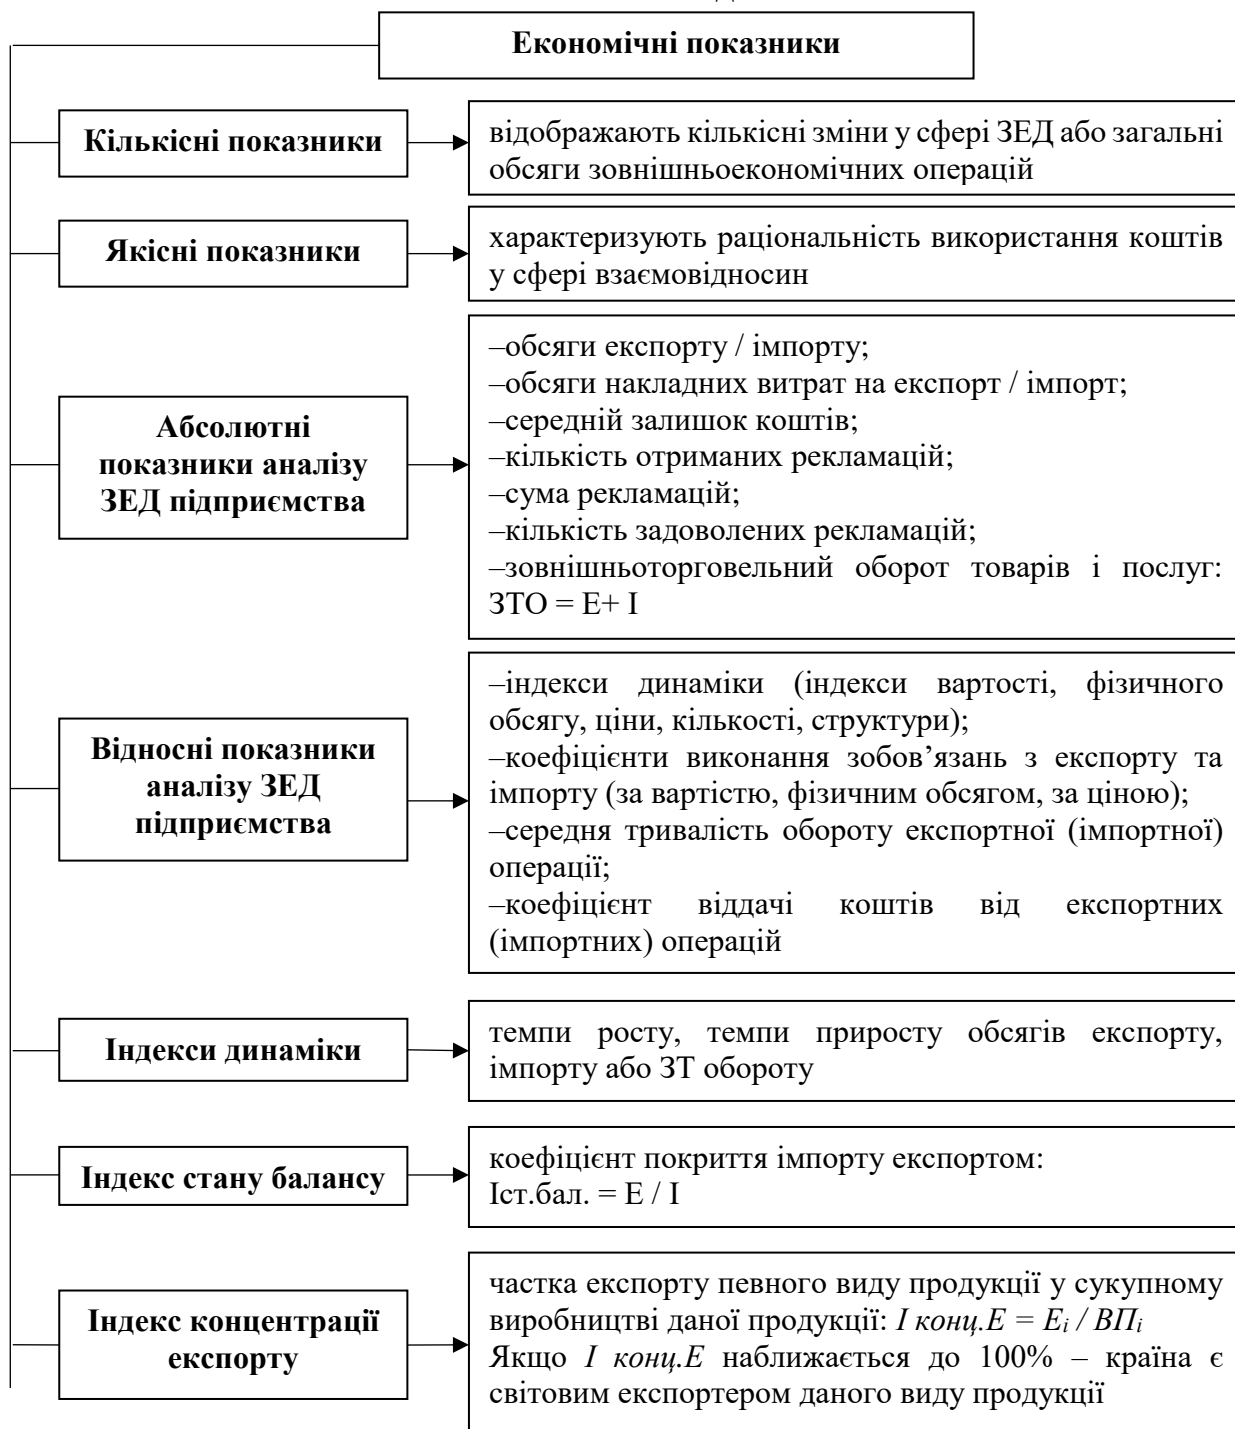 Економічні показники
Кількісні показники
відображають кількісні зміни у сфері ЗЕД або загальні
обсяги зовнішньоекономічних операцій
Якісні показники
характеризують раціональність використання коштів
у сфері взаємовідносин
Абсолютні
показники аналізу
ЗЕД підприємства
–обсяги експорту / імпорту;
–обсяги накладних витрат на експорт / імпорт;
–середній залишок коштів;
–кількість отриманих рекламацій;
–сума рекламацій;
–кількість задоволених рекламацій;
–зовнішньоторговельний оборот товарів і послуг:
ЗТО = Е+ І
Відносні показники
аналізу ЗЕД
підприємства
–індекси динаміки (індекси вартості, фізичного
обсягу, ціни, кількості, структури);
–коефіцієнти виконання зобов’язань з експорту та
імпорту (за вартістю, фізичним обсягом, за ціною);
–середня тривалість обороту експортної (імпортної)
операції;
–коефіцієнт віддачі коштів від експортних
(імпортних) операцій
Індекси динаміки
темпи росту, темпи приросту обсягів експорту,
імпорту або ЗТ обороту
Індекс стану балансу
коефіцієнт покриття імпорту експортом:
Іст.бал. = Е / І
Індекс концентрації
експорту
частка експорту певного виду продукції у сукупному
виробництві даної продукції: І конц.Е = Еᵢ / ВПᵢ
Якщо І конц.Е наближається до 100% – країна є
світовим експортером даного виду продукції